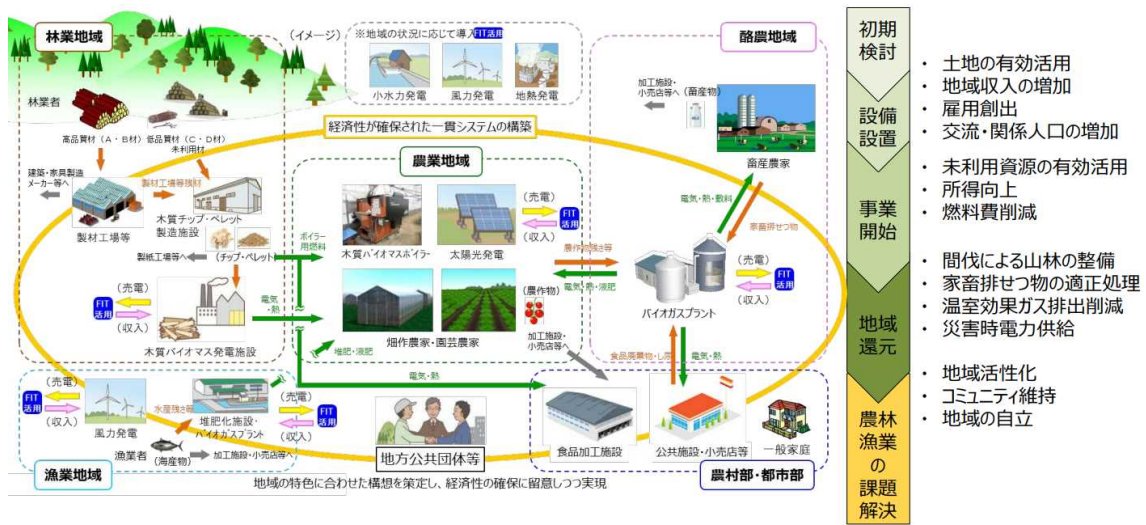 林業地域
(イメージ)
※地域の状況に応じて導入
FIT活用
小水力発電
風力発電
地熱発電
酪農地域
林業者
高品質材(A・B材)
低品質材(C・D材)
未利用材
経済性が確保された一貫システムの構築
加工施設・
小売店等へ
(畜産物)
畜産農家
建築・家具製造
メーカー等へ
製材工場等残材
製材工場等
木質チップ・ペレット
製造施設
製紙工場等へ
(チップ・ペレット)
ボイラー
用燃料
農業地域
木質バイオマスボイラー
太陽光発電
(売電)
FIT
活用
(収入)
電気・熱・敷料
家畜排せつ物
農作物残さ等
電気・熱・液肥
バイオガスプラント
(売電)
FIT
活用
(収入)
(売電)
FIT
活用
(収入)
木質バイオマス発電施設
電気
・熱
畑作農家・園芸農家
(農作物)
加工施設・
小売店等へ
堆肥・液肥
電気・熱
食品廃棄物・し尿
電気・熱
(売電)
FIT
活用
(収入)
風力発電
水産残さ等
堆肥化施設・
バイオガスプラント
(売電)
FIT
活用
(収入)
漁業者
(海産物)
加工施設・小売店等へ
漁業地域
地方公共団体等
食品加工施設
公共施設・小売店等
一般家庭
農村部・都市部
地域の特色に合わせた構想を策定し、経済性の確保に留意しつつ実現
初期
検討
設備
設置
事業
開始
地域
還元
農林
漁業
の
課題
解決
・ 土地の有効活用
・ 地域収入の増加
・ 雇用創出
・ 交流・関係人口の増加
・ 未利用資源の有効活用
・ 所得向上
・ 燃料費削減
・ 間伐による山林の整備
・ 家畜排せつ物の適正処理
・ 温室効果ガス排出削減
・ 災害時電力供給
・ 地域活性化
・ コミュニティ維持
・ 地域の自立